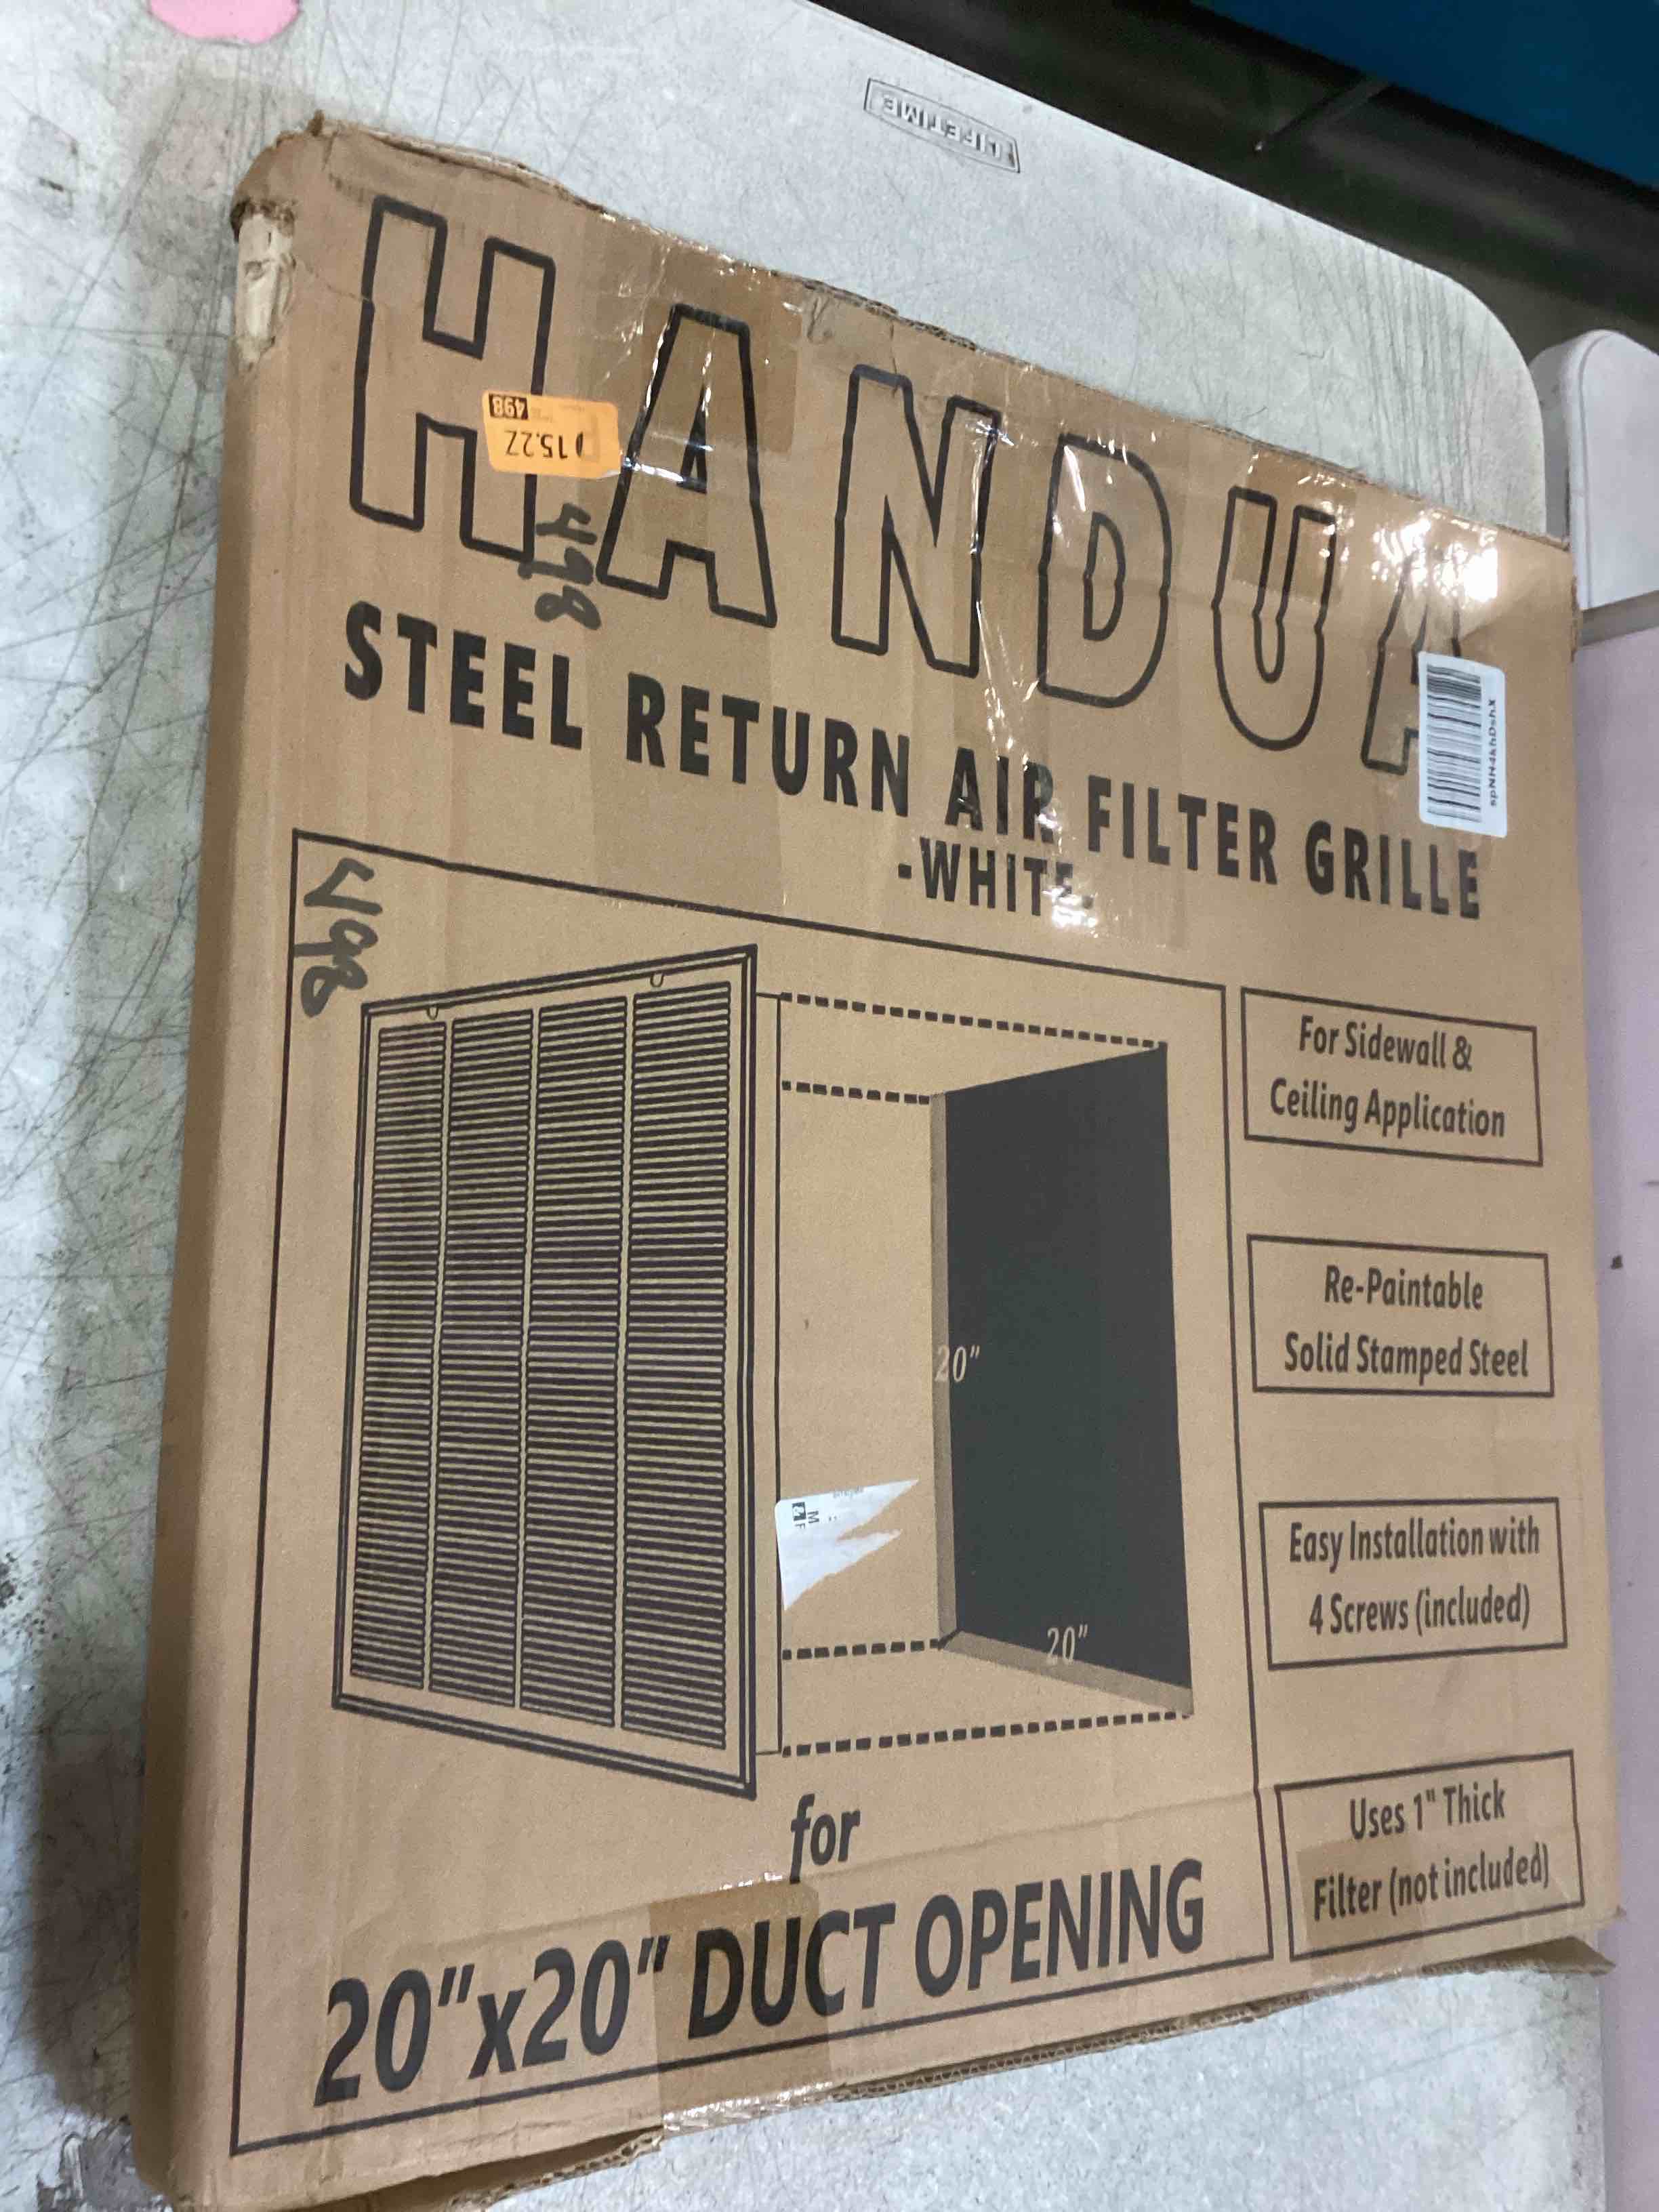 LIFETIME
HANDUA
15.2Z
498
498
STEEL RETURN AIR FILTER GRILLE
-WHITE-
spNH4khDshX
498
For Sidewall &
Ceiling Application
Re-Paintable
Solid Stamped Steel
Easy Installation with
4 Screws (included)
Uses 1" Thick
Filter (not included)
20"
20"
for
20"x20" DUCT OPENING